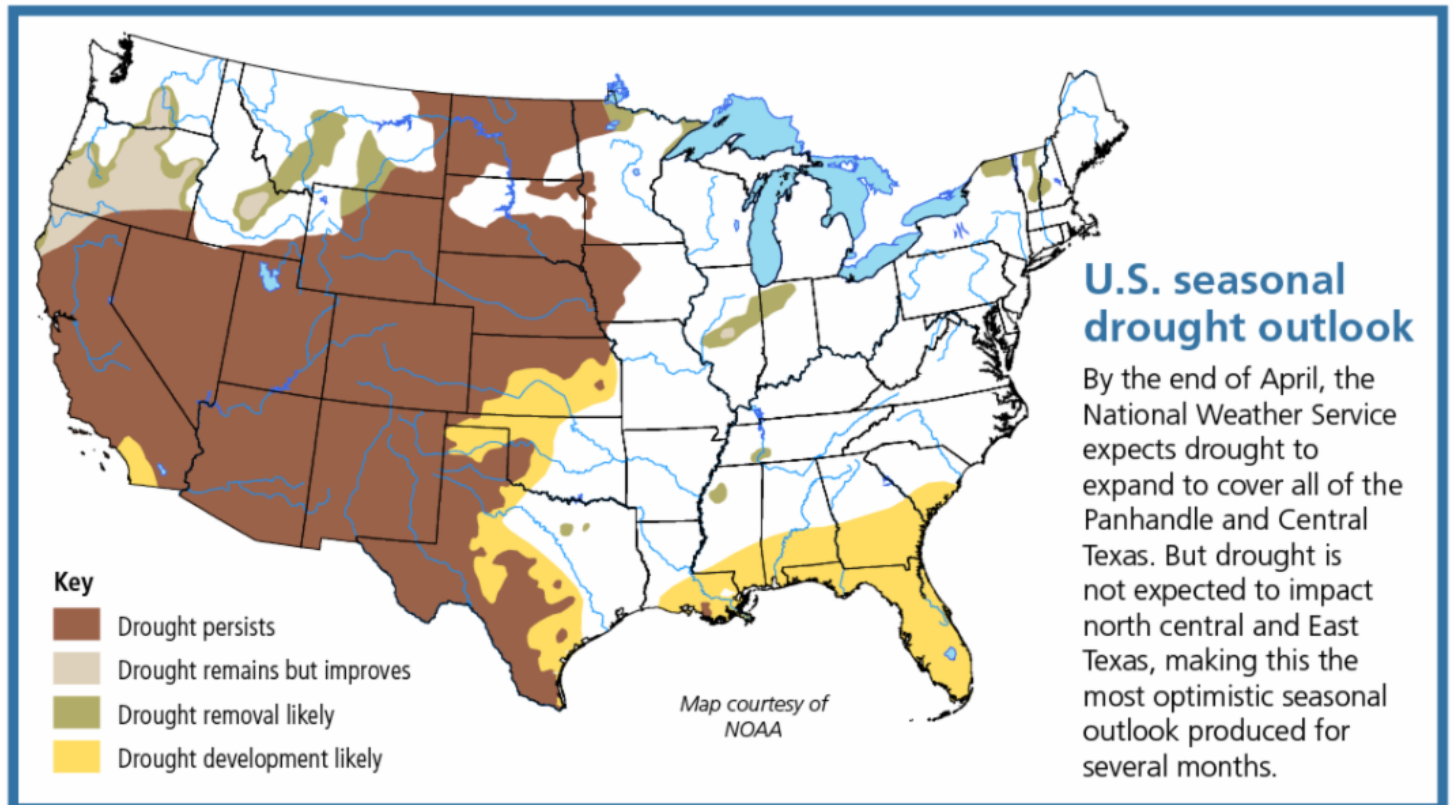 U.S. seasonal
drought outlook
By the end of April, the
National Weather Service
expects drought to
expand to cover all of the
Panhandle and Central
Texas. But drought is
not expected to impact
north central and East
Texas, making this the
most optimistic seasonal
outlook produced for
several months.
Key
Drought persists
Drought remains but improves
Drought removal likely
Drought development likely
Map courtesy of
NOAA